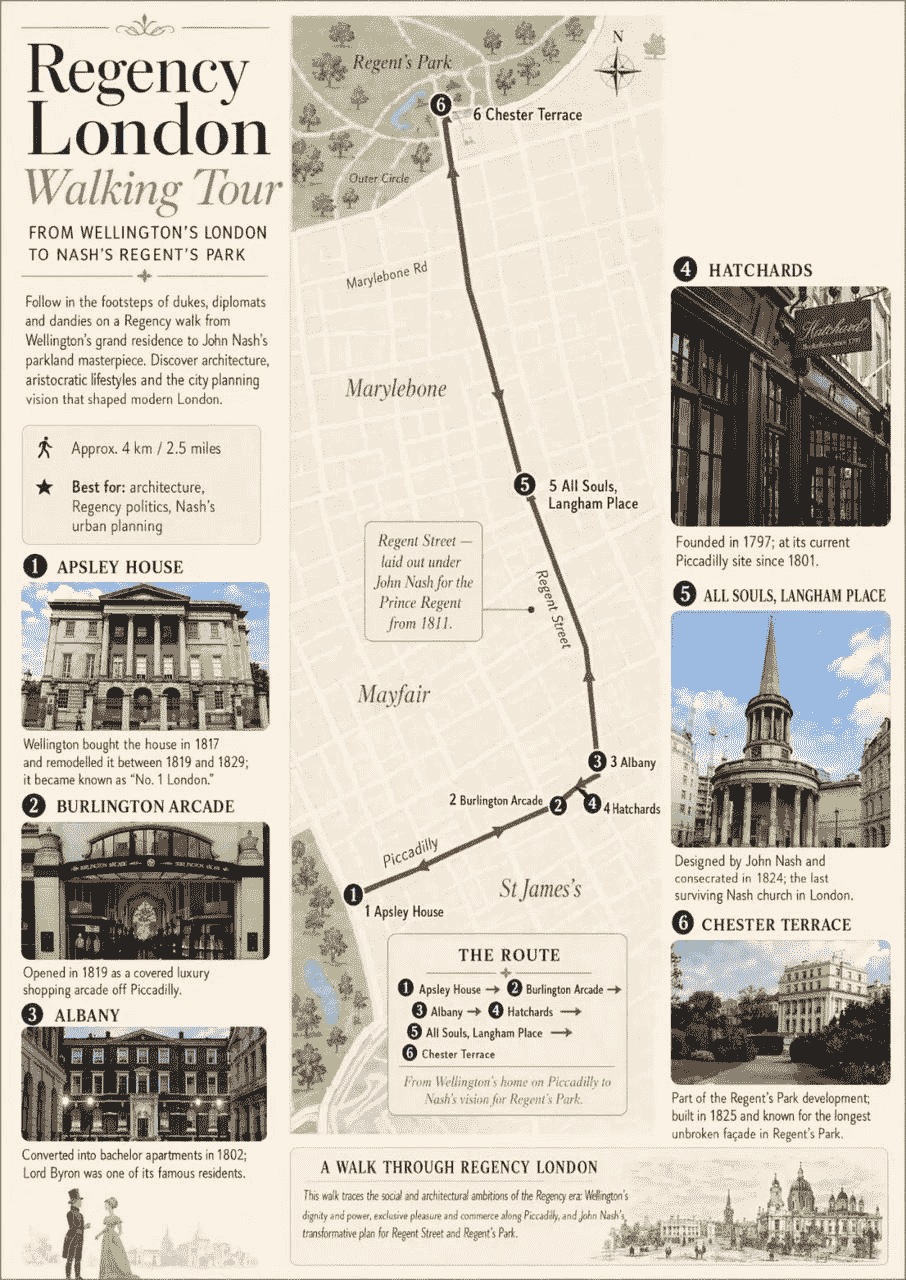 Regency
London
Walking Tour
FROM WELLINGTON'S LONDON
TO NASH'S REGENT'S PARK
Follow in the footsteps of dukes, diplomats
and dandies on a Regency walk from
Wellington's grand residence to John Nash's
parkland masterpiece. Discover architecture,
aristocratic lifestyles and the city planning
vision that shaped modern London.
Approx. 4 km / 2.5 miles
Best for: architecture,
Regency politics, Nash's
urban planning
1 APSLEY HOUSE
Wellington bought the house in 1817
and remodelled it between 1819 and 1829;
it became known as "No. 1 London."
2 BURLINGTON ARCADE
BURLINGTON ARCADE
BURLINGTON ARCADE
Opened in 1819 as a covered luxury
shopping arcade off Piccadilly.
3 ALBANY
Converted into bachelor apartments in 1802;
Lord Byron was one of its famous residents.
N
Regent's Park
6
6 Chester Terrace
Outer Circle
Marylebone Rd
Marylebone
5
5 All Souls,
Langham Place
Regent Street —
laid out under
John Nash for the
Prince Regent
from 1811.
Regent Street
Mayfair
3
3 Albany
2 Burlington Arcade
2
4
4 Hatchards
Piccadilly
St James's
1
1 Apsley House
THE ROUTE
1 Apsley House → 2 Burlington Arcade →
3 Albany → 4 Hatchards →
5 All Souls, Langham Place →
6 Chester Terrace
From Wellington's home on Piccadilly to
Nash's vision for Regent's Park.
4 HATCHARDS
Hatchards
Founded in 1797; at its current
Piccadilly site since 1801.
5 ALL SOULS, LANGHAM PLACE
Designed by John Nash and
consecrated in 1824; the last
surviving Nash church in London.
6 CHESTER TERRACE
Part of the Regent's Park development;
built in 1825 and known for the longest
unbroken façade in Regent's Park.
A WALK THROUGH REGENCY LONDON
This walk traces the social and architectural ambitions of the Regency era: Wellington's
dignity and power, exclusive pleasure and commerce along Piccadilly, and John Nash's
transformative plan for Regent Street and Regent's Park.